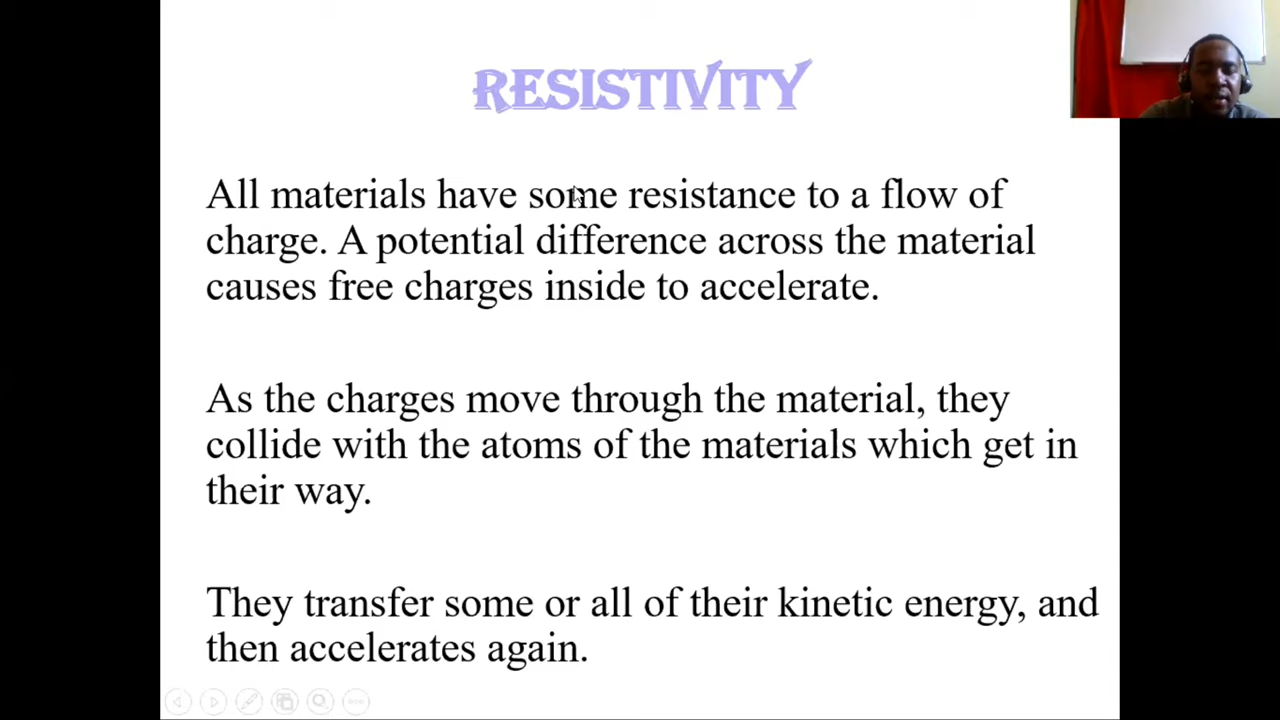 RESISTIVITY
All materials have some resistance to a flow of
charge. A potential difference across the material
causes free charges inside to accelerate.
As the charges move through the material, they
collide with the atoms of the materials which get in
their way.
They transfer some or all of their kinetic energy, and
then accelerates again.